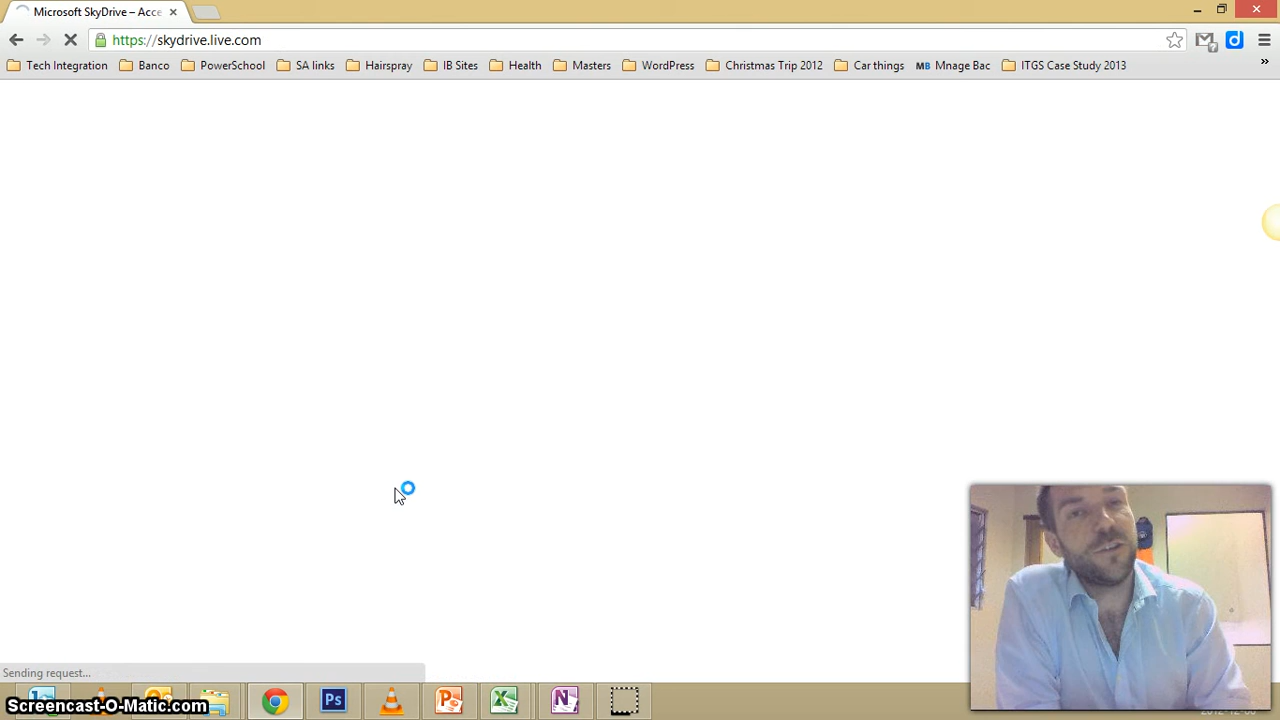 Microsoft SkyDrive – Acce
https://skydrive.live.com
Tech Integration
Banco
PowerSchool
SA links
Hairspray
IB Sites
Health
Masters
WordPress
Christmas Trip 2012
Car things
MB Mnage Bac
ITGS Case Study 2013
»
Sending request...
Ps
Screencast-O-Matic.com